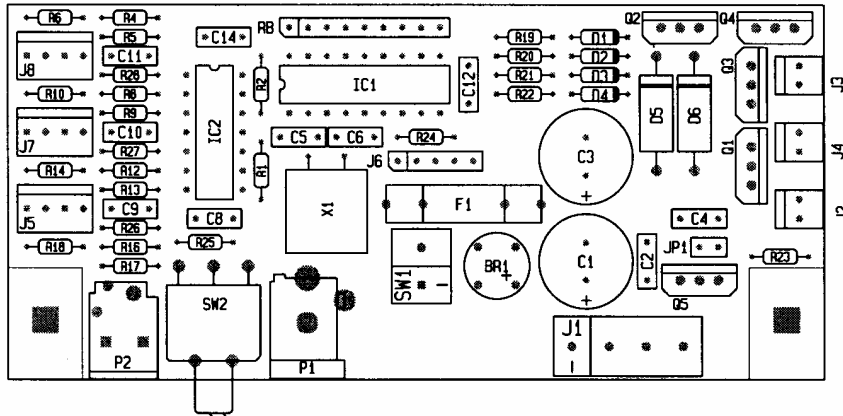 R6
R4
R5
C11
J8
R28
R10
R8
R9
C10
J7
R27
R14
R12
R13
C9
J5
R26
R18
R16
R17
P2
C14
IC2
R2
R1
C8
R25
SW2
RB
IC1
C12
C5
C6
R24
J6
X1
F1
SW1
BR1
P1
R19
R20
R21
R22
D1
D2
D3
D4
C3
C1
C2
J1
Q2
Q4
D5
D6
Q3
Q1
J3
J4
C4
JP1
R23
Q5